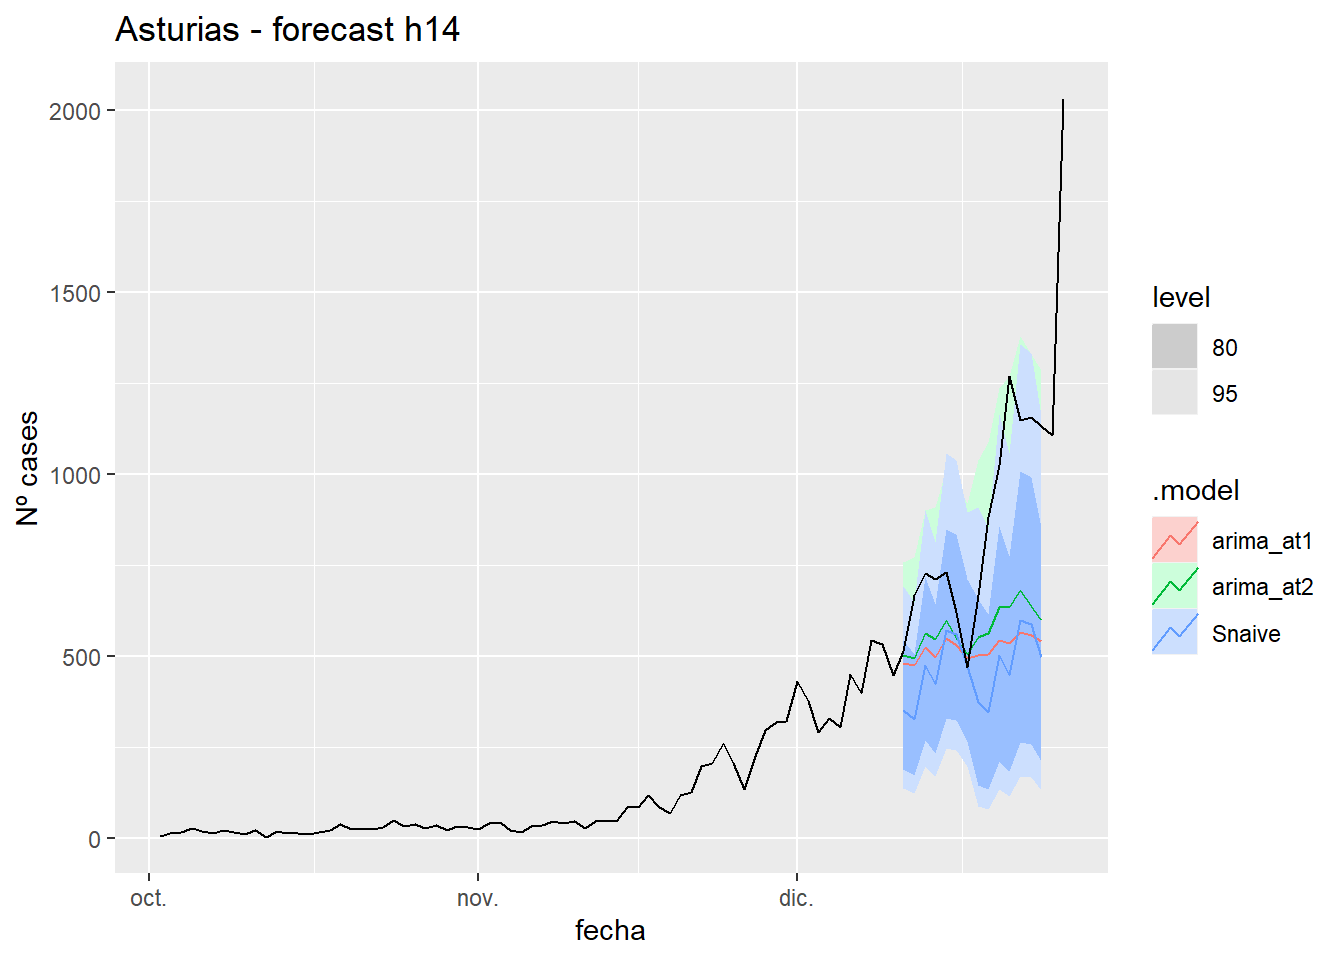 Asturias - forecast h14
2000
1500
1000
500
0
Nº cases
oct.
nov.
dic.
fecha
level
80
95
.model
arima_at1
arima_at2
Snaive